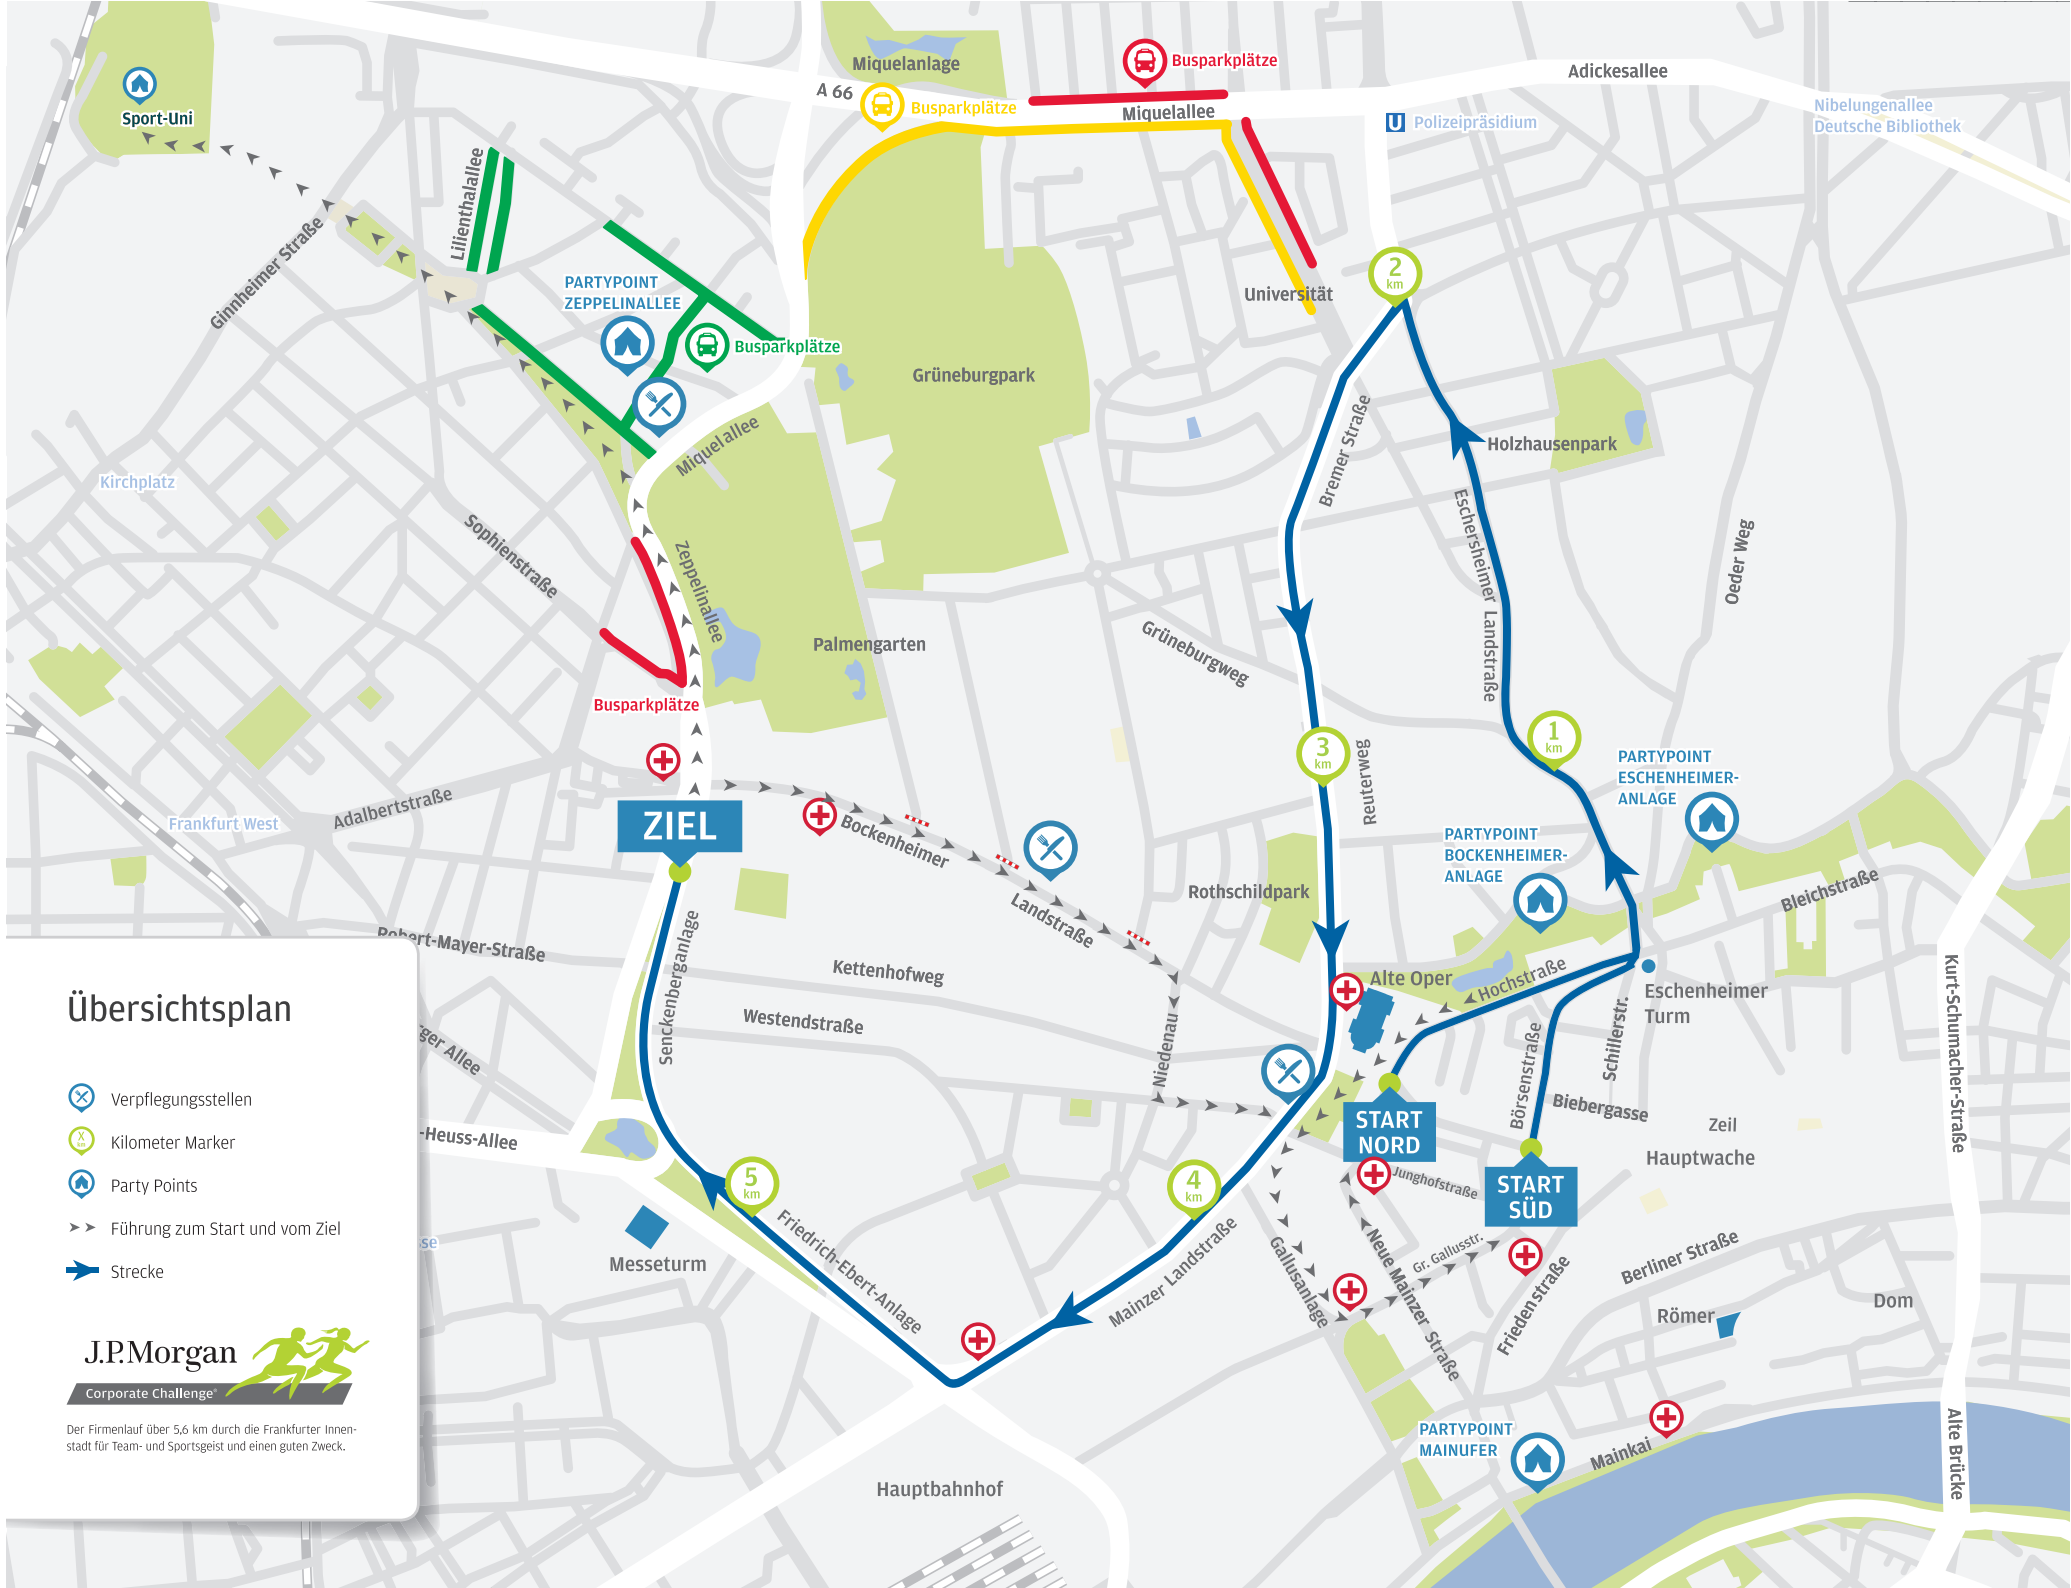 Miquelanlage
Busparkplätze
Adickesallee
A 66
Busparkplätze
Miquelallee
Polizeipräsidium
U
Nibelungenallee
Deutsche Bibliothek
Sport-Uni
Lilienthalallee
Ginnheimer Straße
PARTYPOINT
ZEPPELINALLEE
Busparkplätze
Universität
2
km
Grüneburgpark
Miquelallee
Bremer Straße
Holzhausenpark
Eschersheimer Landstraße
Oeder Weg
Kirchplatz
Sophienstraße
Zeppelinallee
Palmengarten
Grüneburgweg
Busparkplätze
3
km
Reuterweg
1
km
PARTYPOINT
ESCHENHEIMER-
ANLAGE
Adalbertstraße
Frankfurt West
ZIEL
Bockenheimer
Landstraße
PARTYPOINT
BOCKENHEIMER-
ANLAGE
Rothschildpark
Bleichstraße
Robert-Mayer-Straße
Senckenberganlage
Kettenhofweg
Westendstraße
Niedenau
Alte Oper
Hochstraße
Eschenheimer
Turm
Schillerstr.
Börsenstraße
Biebergasse
Kurt-Schumacher-Straße
START
NORD
Zeil
Hauptwache
START
SÜD
Junghofstraße
Übersichtsplan
ger Allee
-Heuss-Allee
se
Verpflegungsstellen
X
km
Kilometer Marker
Party Points
Führung zum Start und vom Ziel
Strecke
J.P.Morgan
Corporate Challenge®
Der Firmenlauf über 5,6 km durch die Frankfurter Innen-
stadt für Team- und Sportsgeist und einen guten Zweck.
5
km
4
km
Messeturm
Friedrich-Ebert-Anlage
Mainzer Landstraße
Gallusanlage
Neue Mainzer Straße
Gr. Gallusstr.
Friedenstraße
Berliner Straße
Römer
Dom
PARTYPOINT
MAINUFER
Mainkai
Alte Brücke
Hauptbahnhof